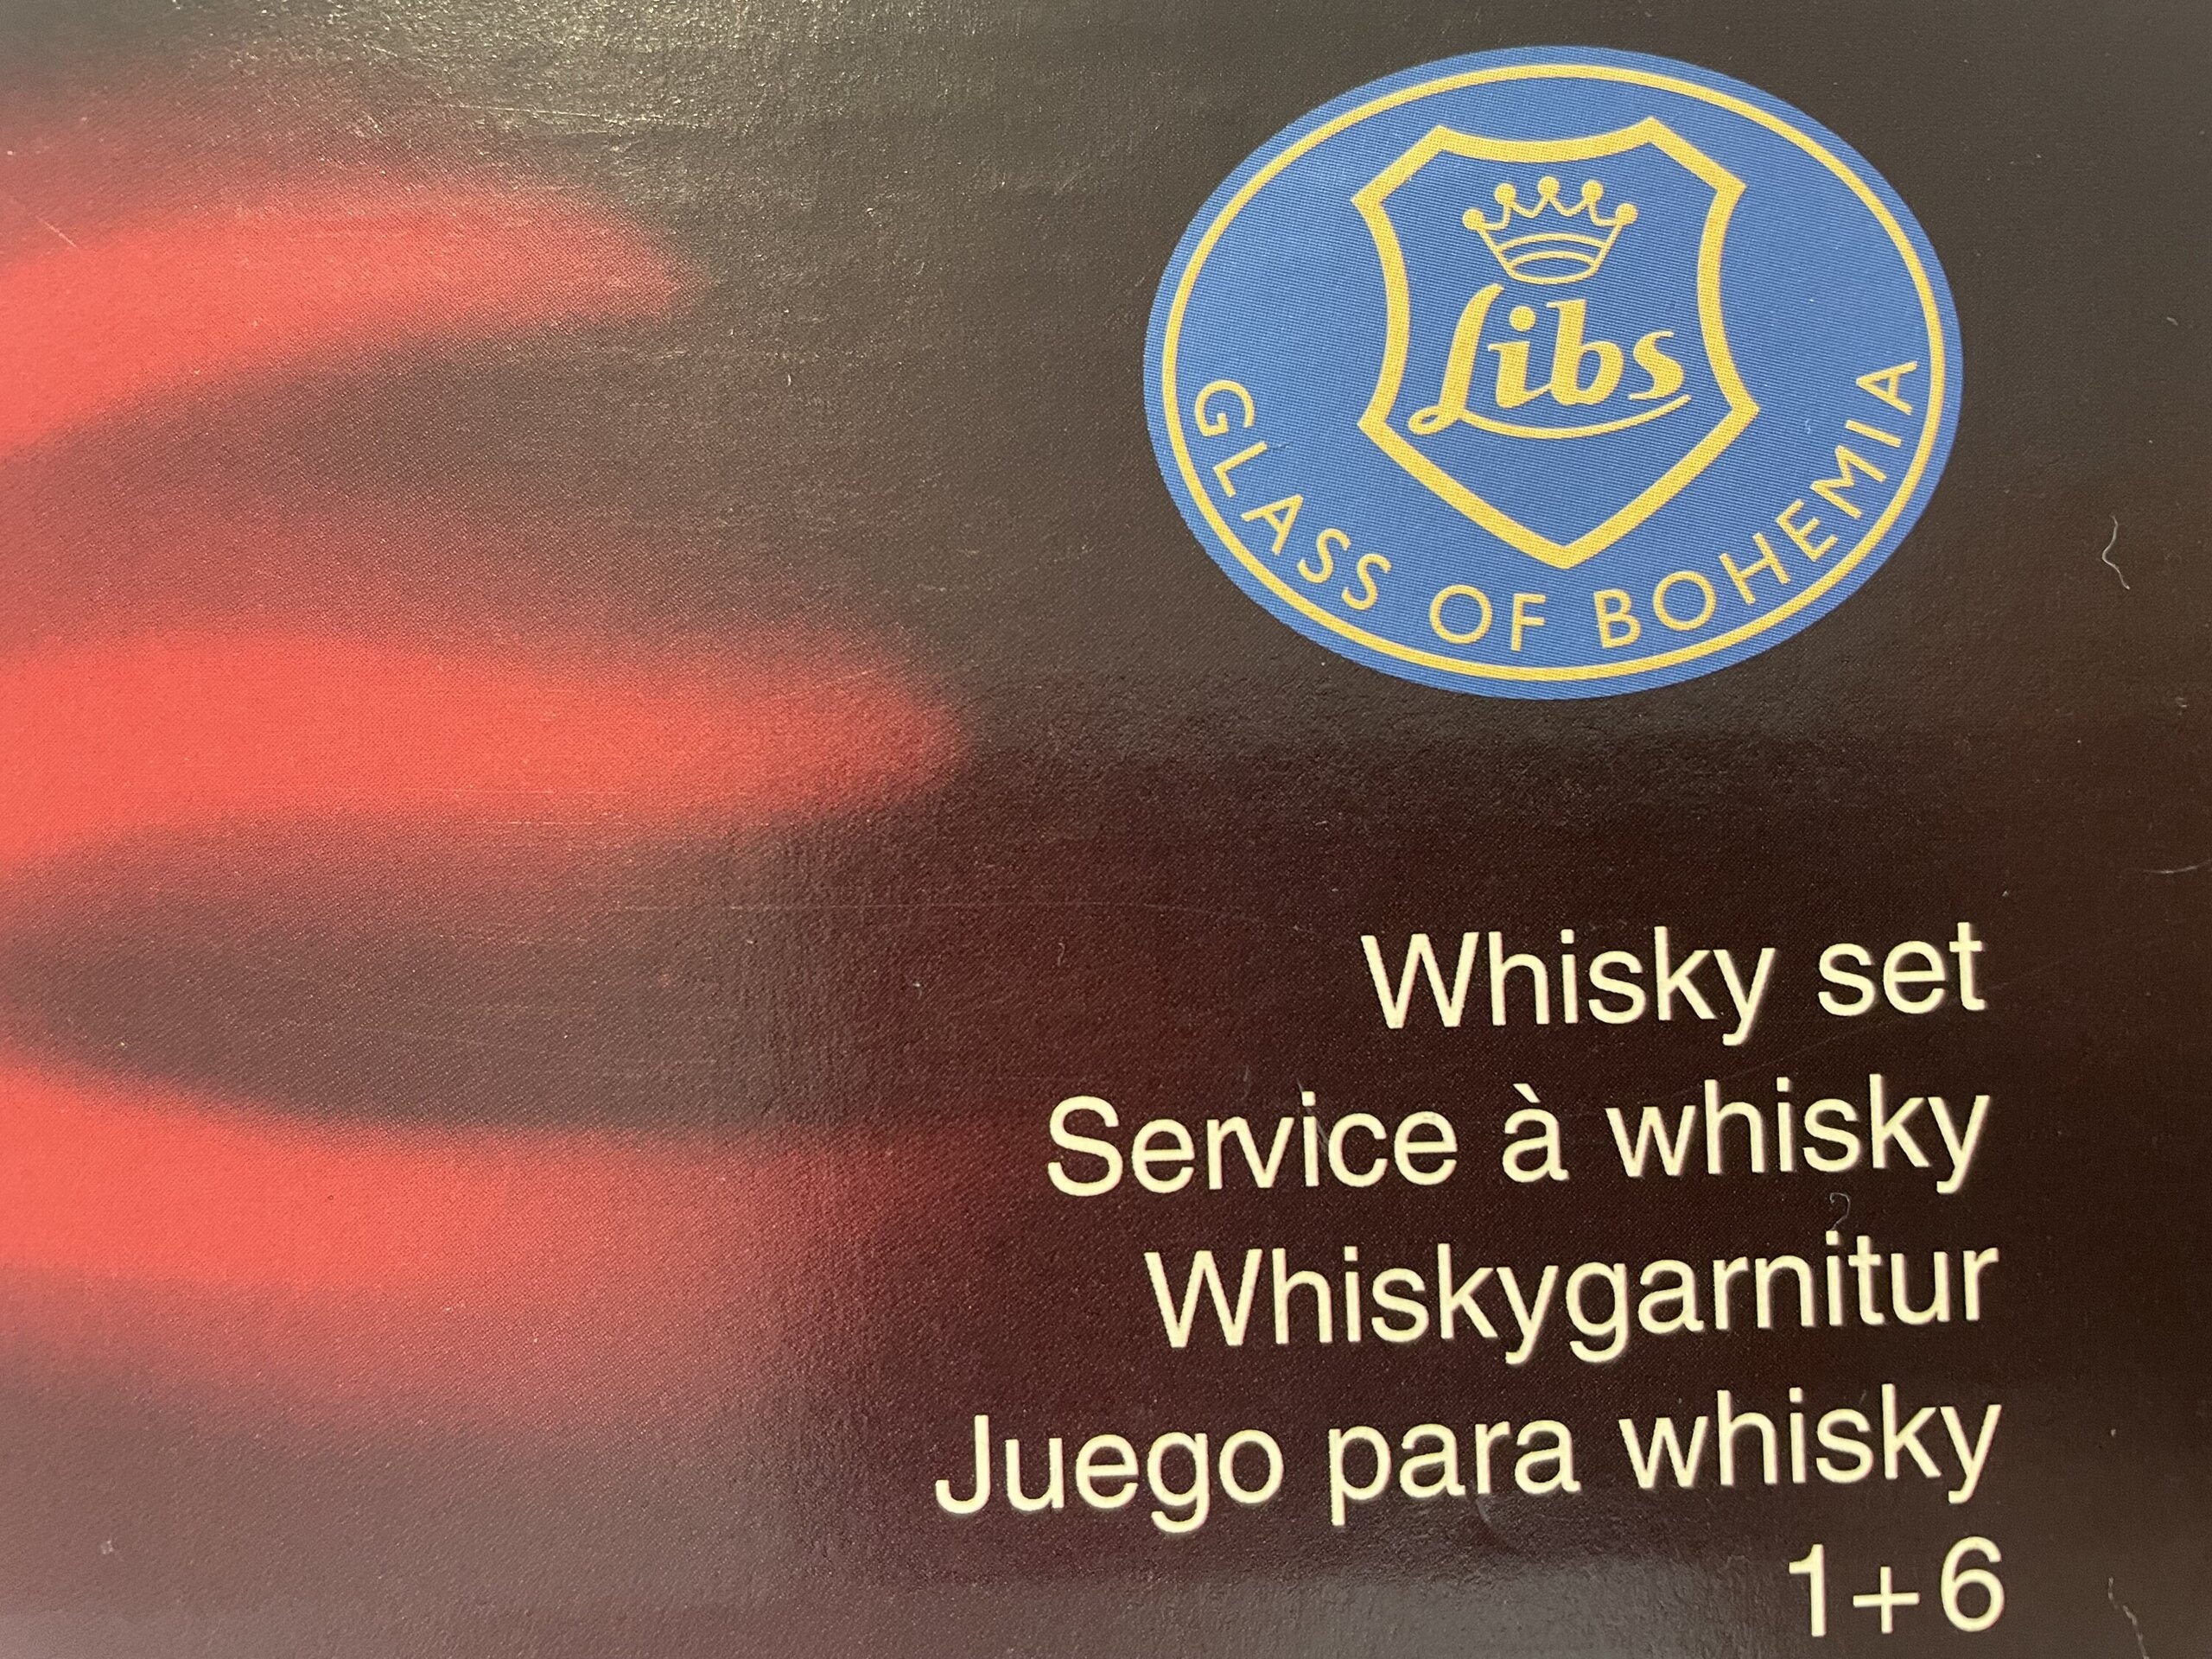 Libs
GLASS OF BOHEMIA
Whisky set
Service à whisky
Whiskygarnitur
Juego para whisky
1+6